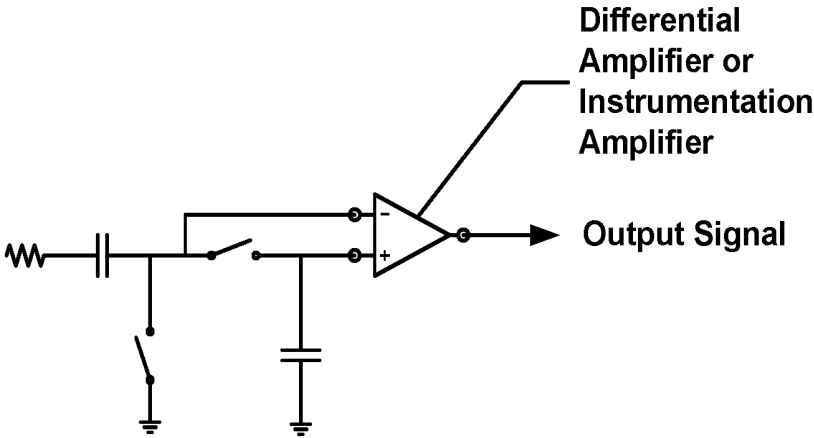 Differential
Amplifier or
Instrumentation
Amplifier
-
+
Output Signal